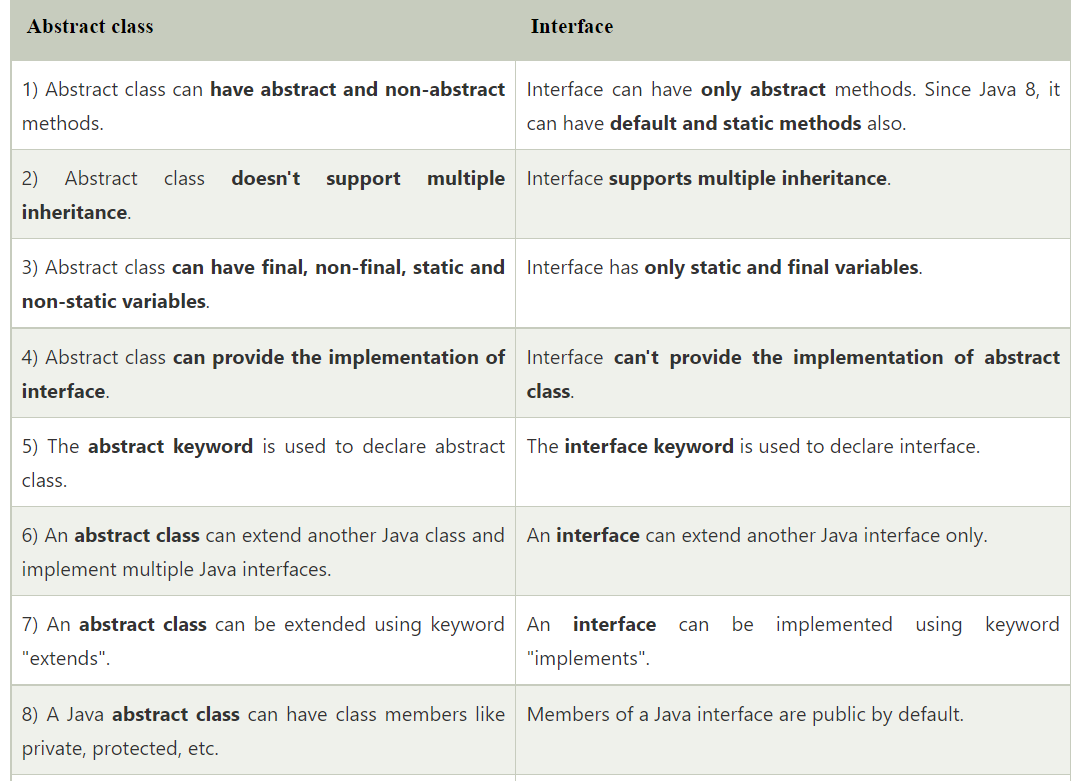 Abstract class
Interface
1) Abstract class can have abstract and non-abstract
methods.
Interface can have only abstract methods. Since Java 8, it
can have default and static methods also.
2) Abstract class doesn't support multiple
inheritance.
Interface supports multiple inheritance.
3) Abstract class can have final, non-final, static and
non-static variables.
Interface has only static and final variables.
4) Abstract class can provide the implementation of
interface.
Interface can't provide the implementation of abstract
class.
5) The abstract keyword is used to declare abstract
class.
The interface keyword is used to declare interface.
6) An abstract class can extend another Java class and
implement multiple Java interfaces.
An interface can extend another Java interface only.
7) An abstract class can be extended using keyword
"extends".
An interface can be implemented using keyword
"implements".
8) A Java abstract class can have class members like
private, protected, etc.
Members of a Java interface are public by default.